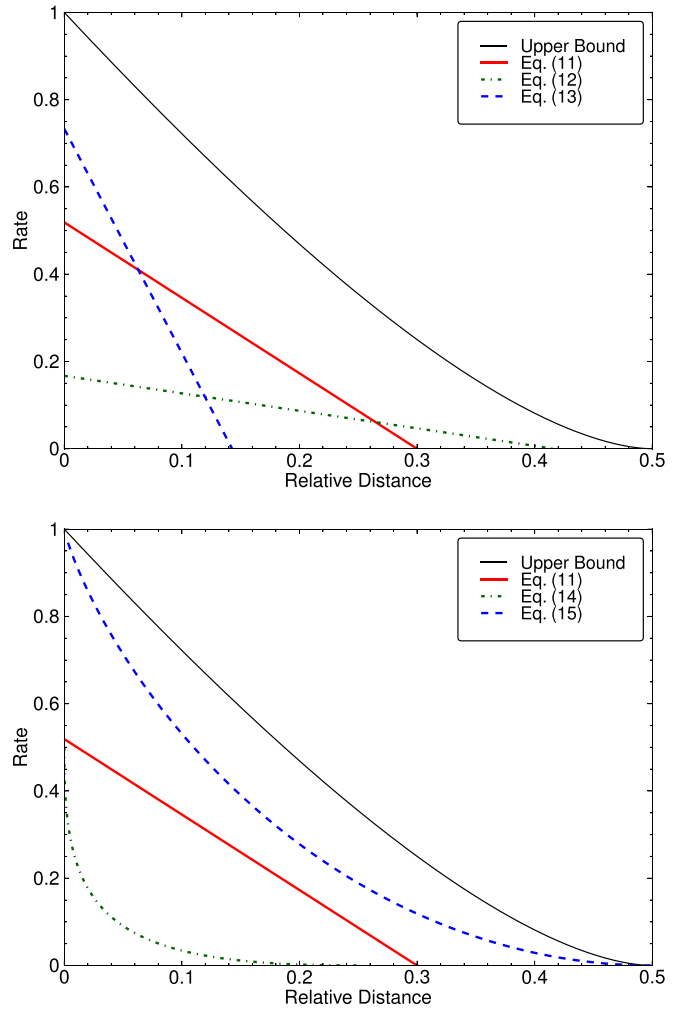 1
0.8
0.6
0.4
0.2
0
Rate
Upper Bound
Eq. (11)
Eq. (12)
Eq. (13)
0 0.1 0.2 0.3 0.4 0.5
Relative Distance
1
0.8
0.6
0.4
0.2
0
Rate
Upper Bound
Eq. (11)
Eq. (14)
Eq. (15)
0 0.1 0.2 0.3 0.4 0.5
Relative Distance